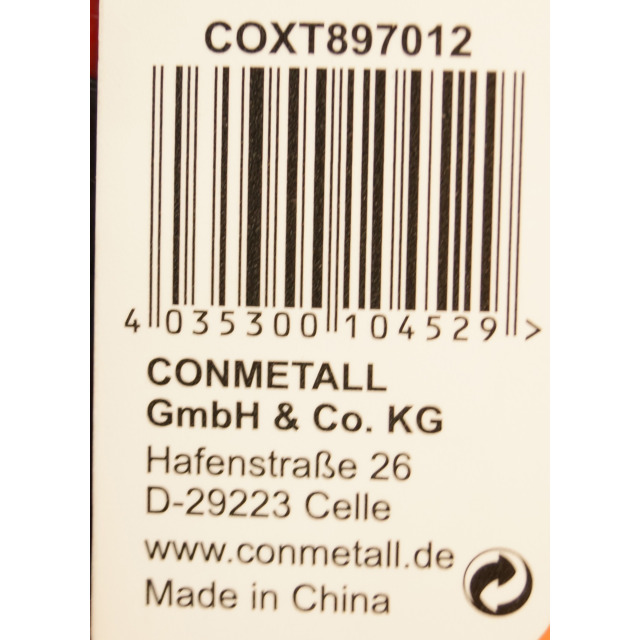 COXT897012
4 035300 104529 >
CONMETALL
GmbH & Co. KG
Hafenstraße 26
D-29223 Celle
www.conmetall.de
Made in China